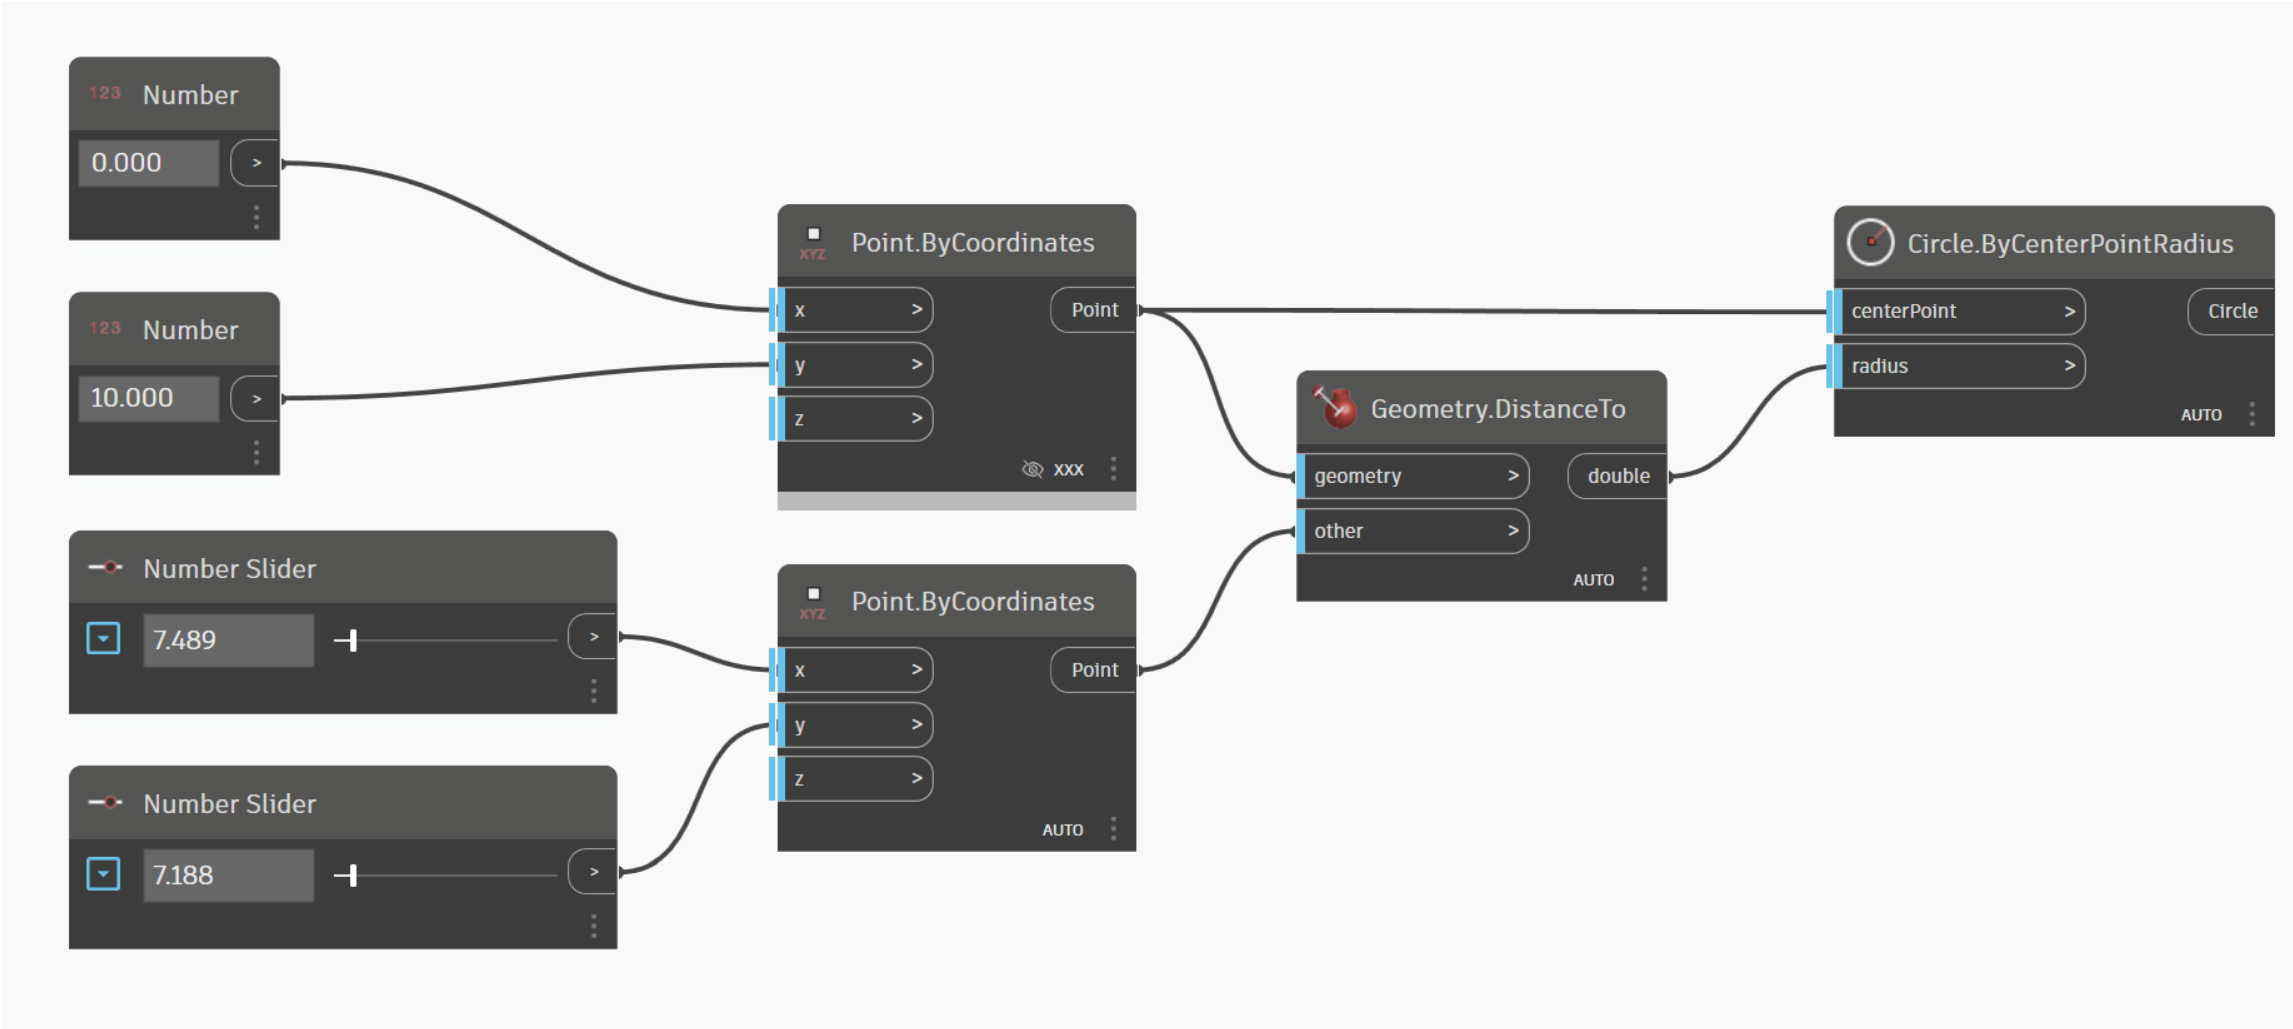 123 Number
0.000 >
123 Number
10.000 >
Number Slider
7.489 >
Number Slider
7.188 >
XYZ Point.ByCoordinates
x > Point
y >
z >
XXX
XYZ Point.ByCoordinates
x > Point
y >
z >
AUTO
Geometry.DistanceTo
geometry > double
other >
AUTO
Circle.ByCenterPointRadius
centerPoint > Circle
radius >
AUTO